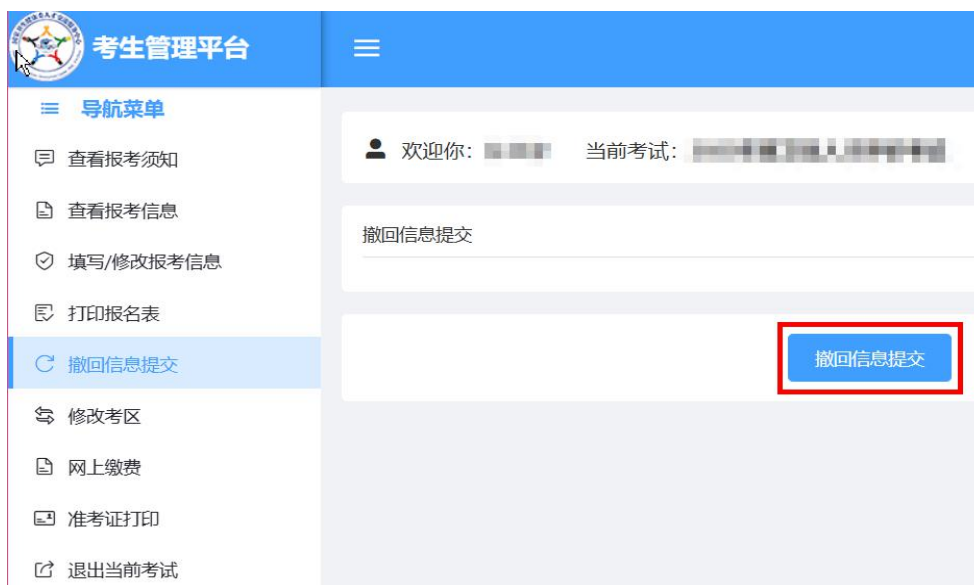 考生管理平台
导航菜单
查看报考须知
查看报考信息
填写/修改报考信息
打印报名表
撤回信息提交
修改考区
网上缴费
准考证打印
退出当前考试
欢迎你： 当前考试：
撤回信息提交
撤回信息提交